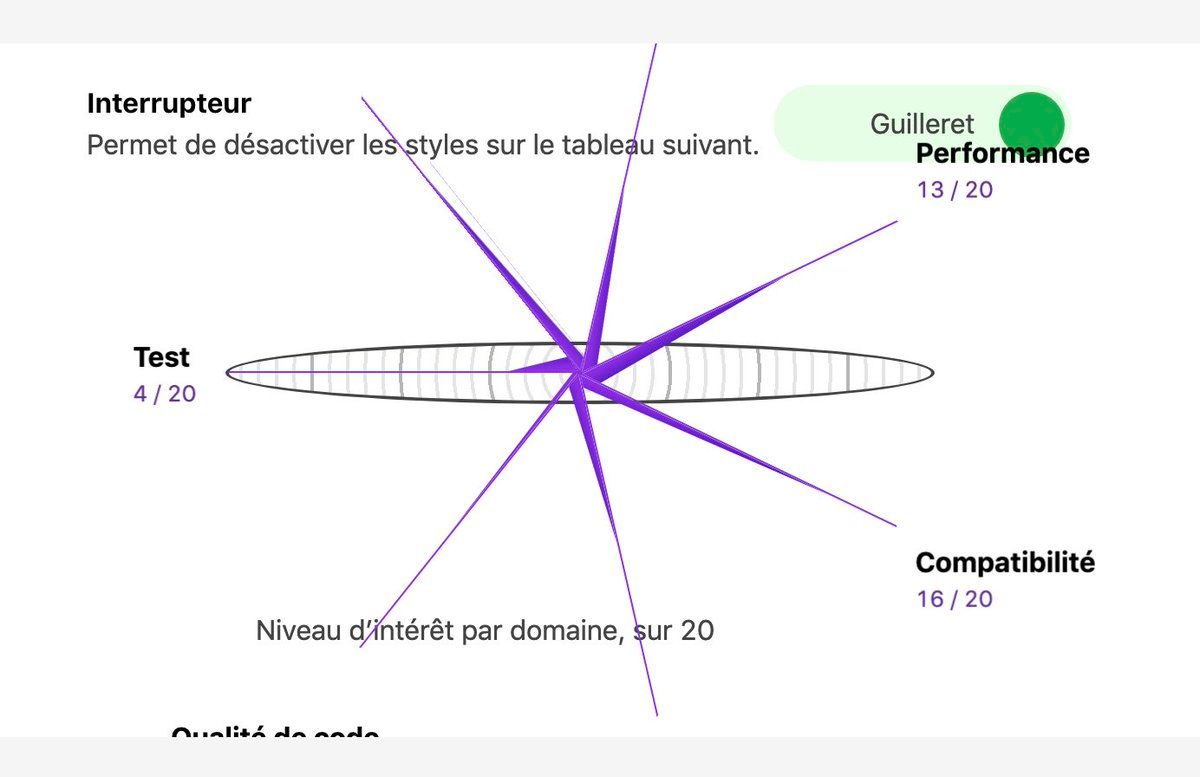 Interrupteur
Permet de désactiver les styles sur le tableau suivant.
Guilleret
Performance
13 / 20
Test
4 / 20
Compatibilité
16 / 20
Niveau d’intérêt par domaine, sur 20
Qualité de code